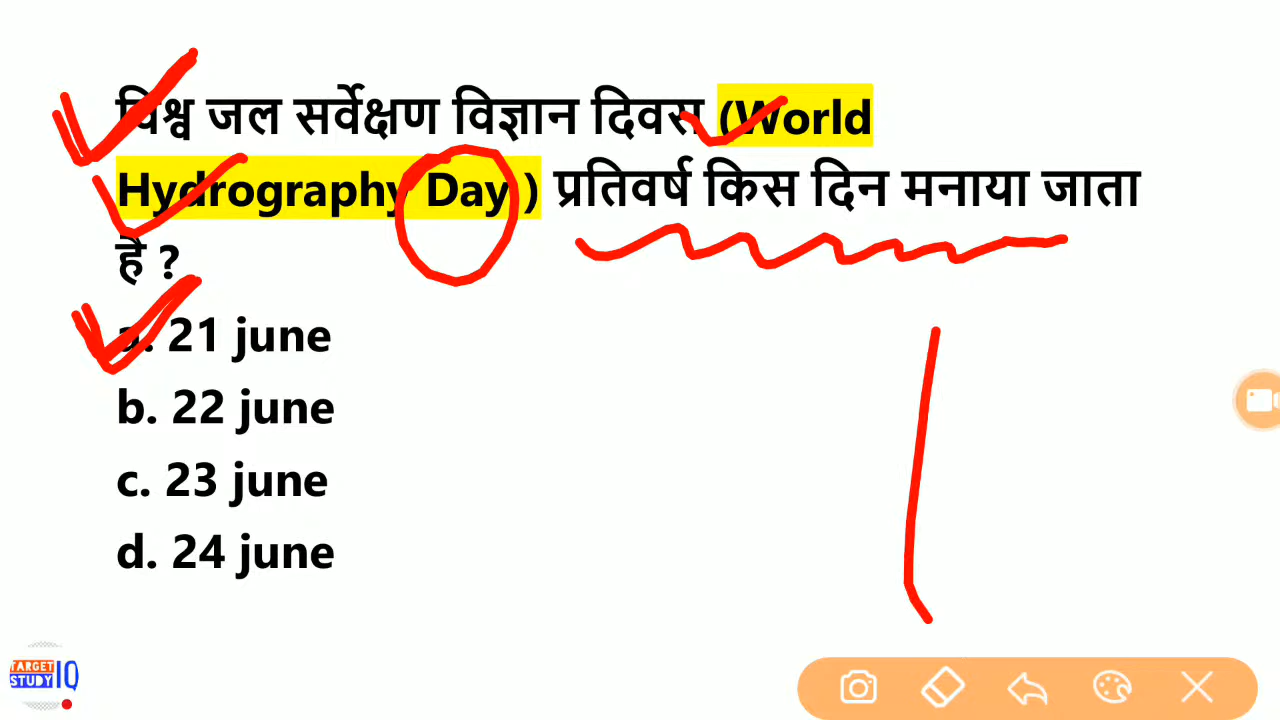 विश्व जल सर्वेक्षण विज्ञान दिवस (World
Hydrography Day ) प्रतिवर्ष किस दिन मनाया जाता
है ?
a. 21 june
b. 22 june
c. 23 june
d. 24 june
TARGET
STUDY IQ